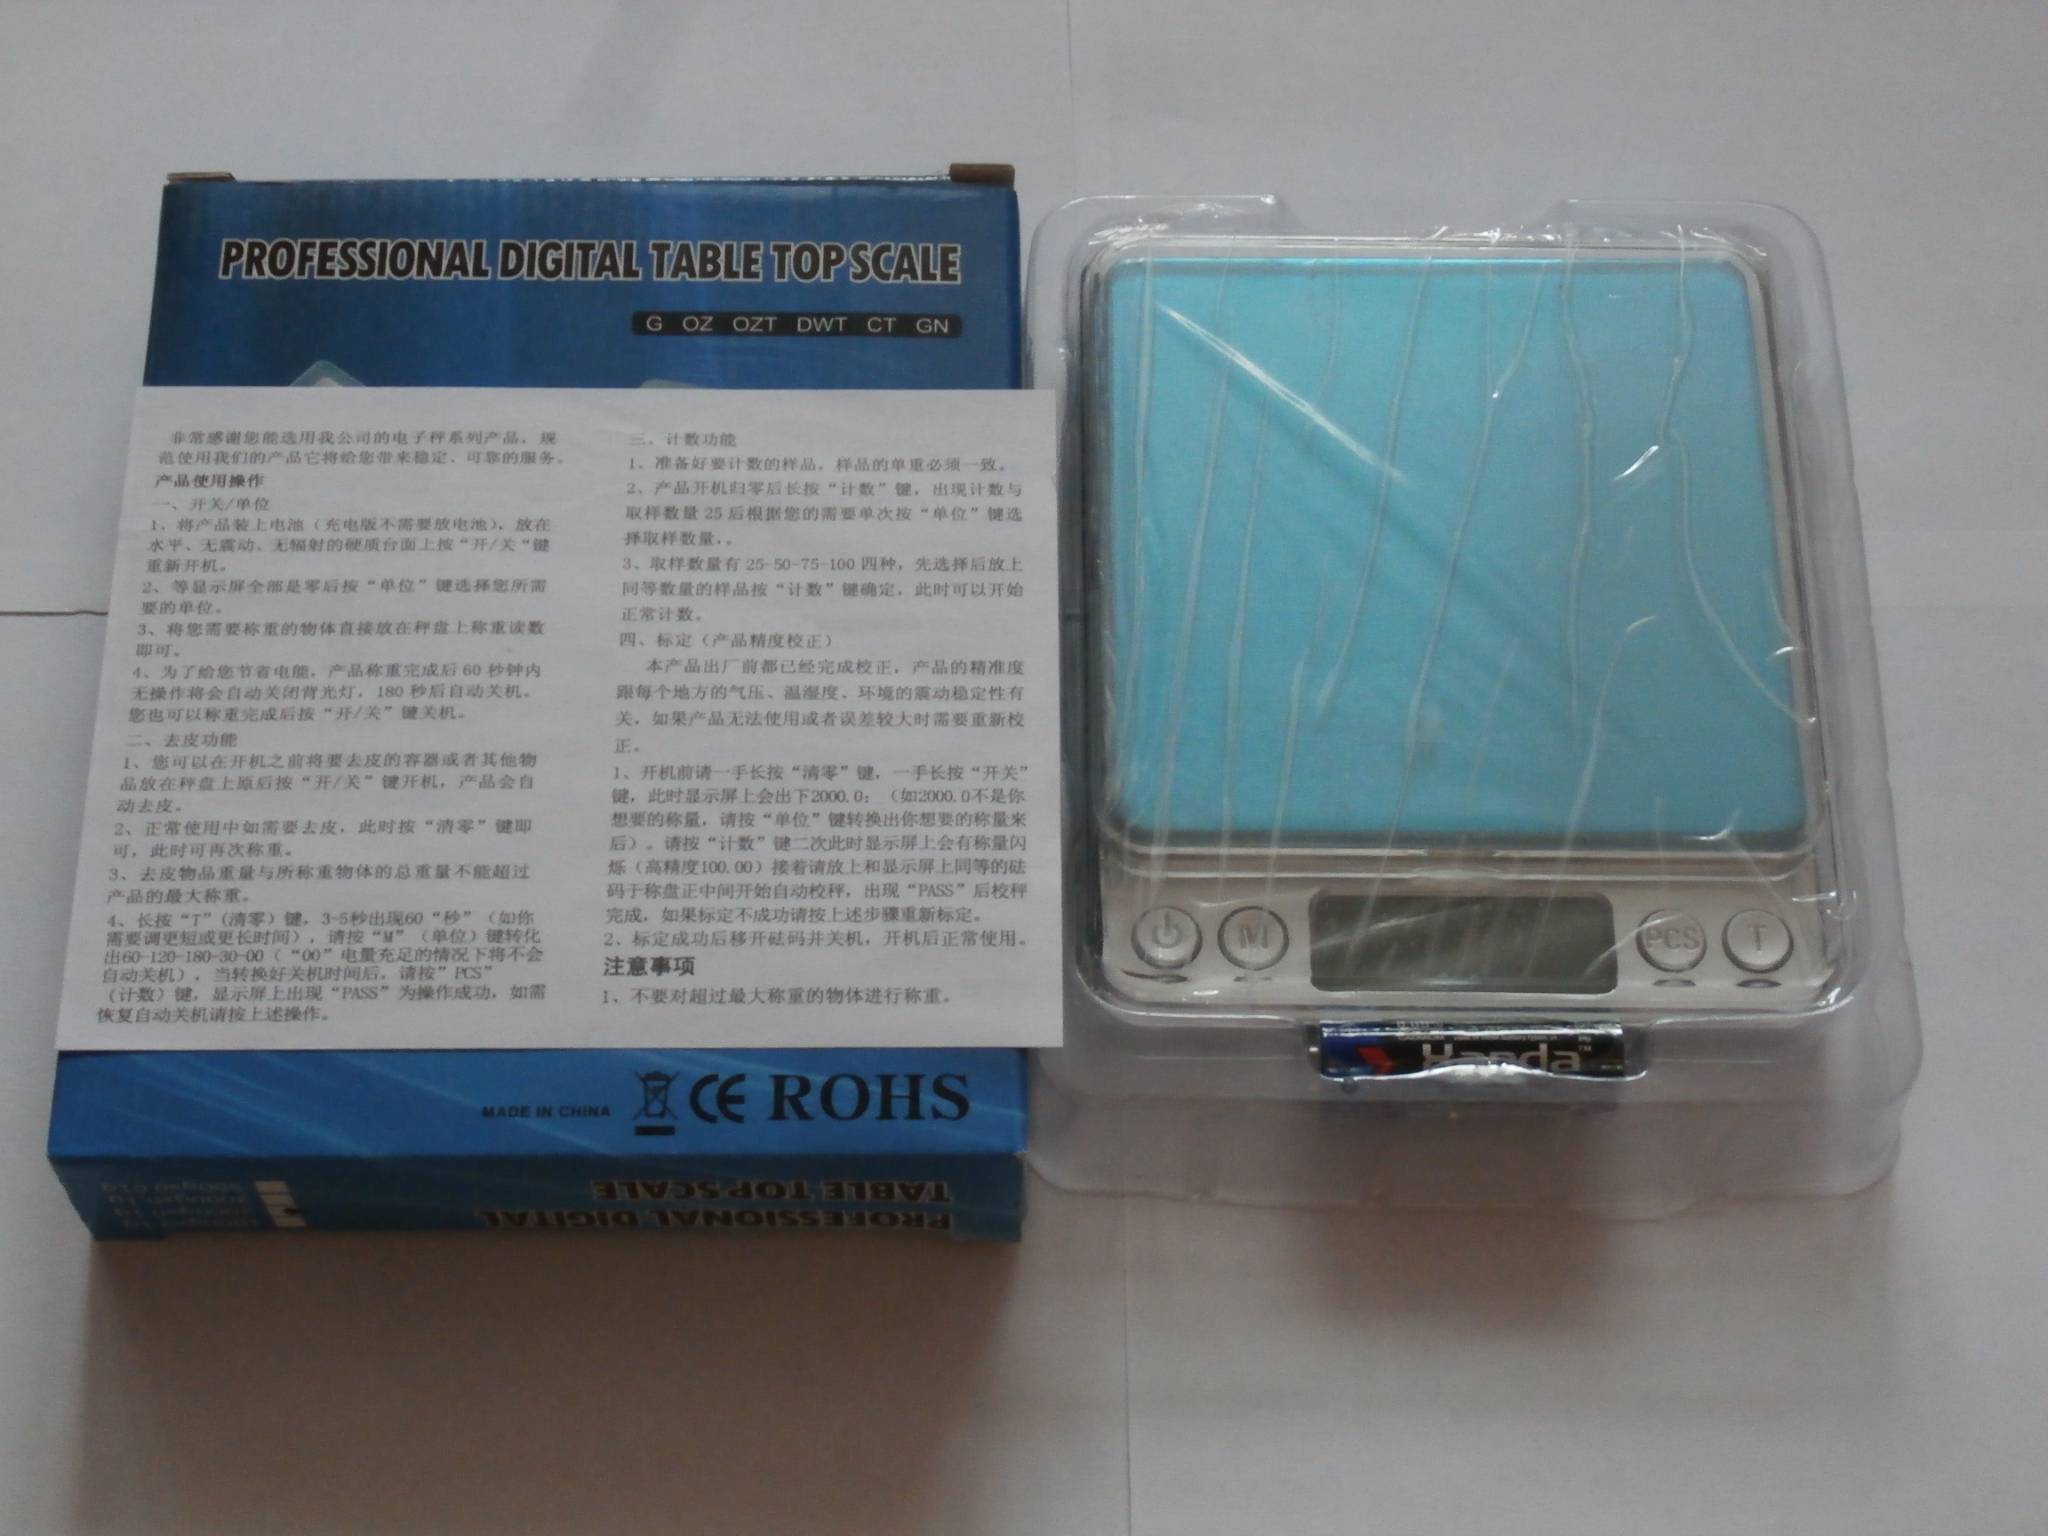 PROFESSIONAL DIGITAL TABLE TOP SCALE
G OZ OZT DWT CT GN
非常感谢您能选用我公司的电子秤系列产品，规
范使用我们的产品它将给您带来稳定、可靠的服务。
产品使用操作
一、开关/单位
1、将产品装上电池（充电版不需要放电池），放在
水平、无震动、无辐射的硬质台面上按“开/关“键
重新开机。
2、等显示屏全部是零后按“单位”键选择您所需
要的单位。
3、将您需要称重的物体直接放在秤盘上称重读数
即可。
4、为了给您节省电能，产品称重完成后 60 秒钟内
无操作将会自动关闭背光灯，180 秒后自动关机。
您也可以称重完成后按“开/关”键关机。
二、去皮功能
1、您可以在开机之前将要去皮的容器或者其他物
品放在秤盘上原后按“开/关”键开机，产品会自
动去皮。
2、正常使用中如需要去皮，此时按“清零”键即
可，此时可再次称重。
3、去皮物品重量与所称重物体的总重量不能超过
产品的最大称重。
4、长按“T”(清零）键，3-5秒出现60“秒”（如你
需要调更短或更长时间），请按“M”（单位）键转化
出60-120-180-30-00（“00”电量充足的情况下将不会
自动关机），当转换好关机时间后，请按”PCS”
（计数）键，显示屏上出现“PASS”为操作成功，如需
恢复自动关机请按上述操作。
三、计数功能
1、准备好要计数的样品，样品的单重必须一致。
2、产品开机归零后长按“计数”键，出现计数与
取样数量 25 后根据您的需要单次按“单位”键选
择取样数量.。
3、取样数量有 25-50-75-100 四种，先选择后放上
同等数量的样品按“计数”键确定，此时可以开始
正常计数。
四、标定（产品精度校正）
本产品出厂前都已经完成校正，产品的精准度
跟每个地方的气压、温湿度、环境的震动稳定性有
关，如果产品无法使用或者误差较大时需要重新校
正。
1、开机前请一手长按“清零”键，一手长按“开关”
键，此时显示屏上会出下2000.0；（如2000.0不是你
想要的称量，请按“单位”键转换出你想要的称量来
后）。请按“计数”键二次此时显示屏上会有称量闪
烁（高精度100.00）接着请放上和显示屏上同等的砝
码于称盘正中间开始自动校秤，出现“PASS”后校秤
完成，如果标定不成功请按上述步骤重新标定。
2、标定成功后移开砝码并关机，开机后正常使用。
注意事项
1、不要对超过最大称重的物体进行称重。
MADE IN CHINA CE ROHS
PROFESSIONAL DIGITAL
TABLE TOP SCALE
M PCS T